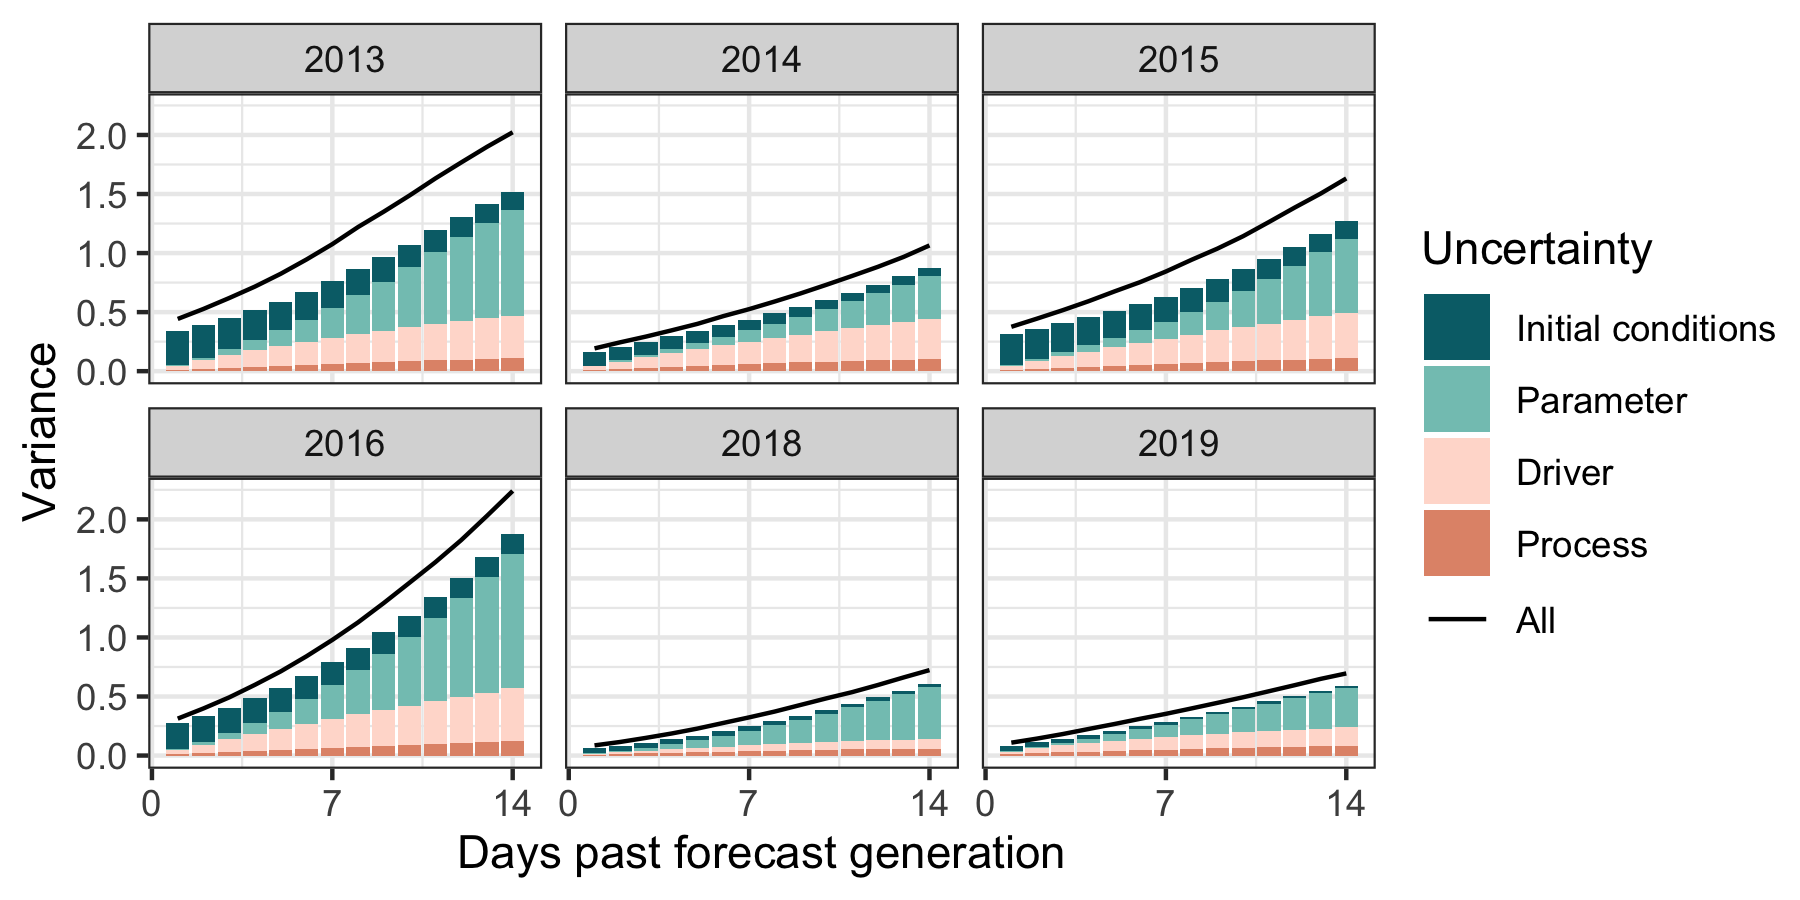 2013
2014
2015
2.0
1.5
1.0
0.5
0.0
2016
2018
2019
2.0
1.5
1.0
0.5
0.0
0 7 14
0 7 14
0 7 14
Variance
Days past forecast generation
Uncertainty
Initial conditions
Parameter
Driver
Process
All